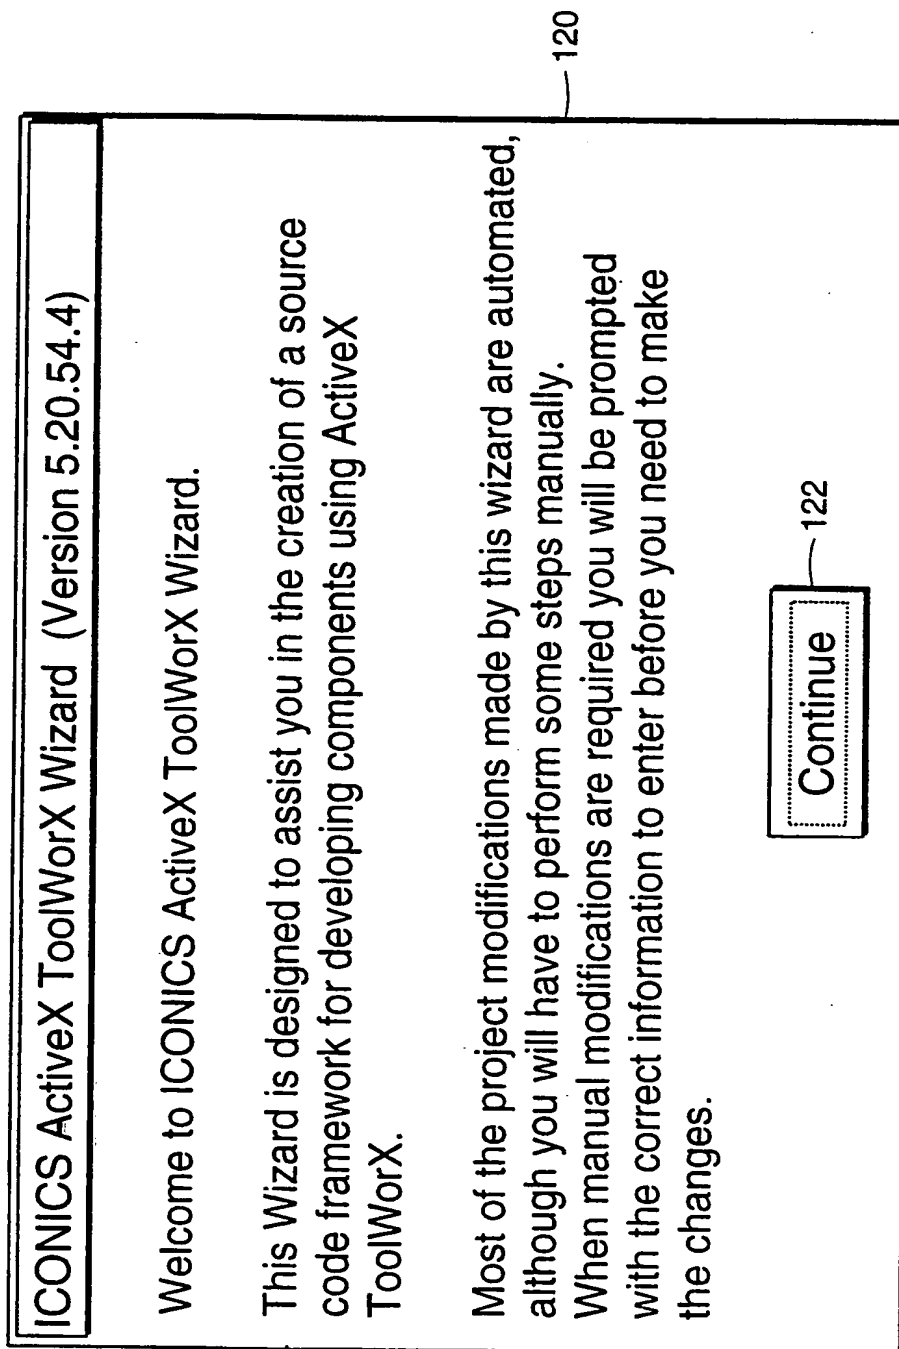 ICONICS ActiveX ToolWorX Wizard (Version 5.20.54.4)
Welcome to ICONICS ActiveX ToolWorX Wizard.
This Wizard is designed to assist you in the creation of a source
code framework for developing components using ActiveX
ToolWorX.
Most of the project modifications made by this wizard are automated,
although you will have to perform some steps manually.
When manual modifications are required you will be prompted
with the correct information to enter before you need to make
the changes.
Continue
120
122